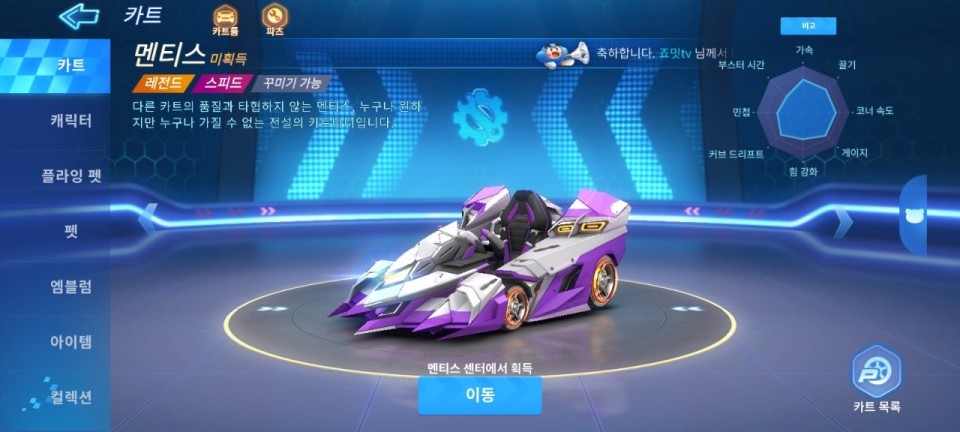 카트
카트룸
파츠
비교
카트
캐릭터
플라잉 펫
펫
엠블럼
아이템
컬렉션
멘티스 미획득
레전드 스피드 꾸미기 가능
다른 카트의 품질과 타협하지 않는 멘티스, 누구나 원하
지만 누구나 가질 수 없는 전설의 카트바디입니다.
축하합니다. 죠밋tv 님께서
가속
부스터 시간
끌기
민첩
코너 속도
커브 드리프트
게이지
힘 강화
멘티스 센터에서 획득
이동
카트 목록